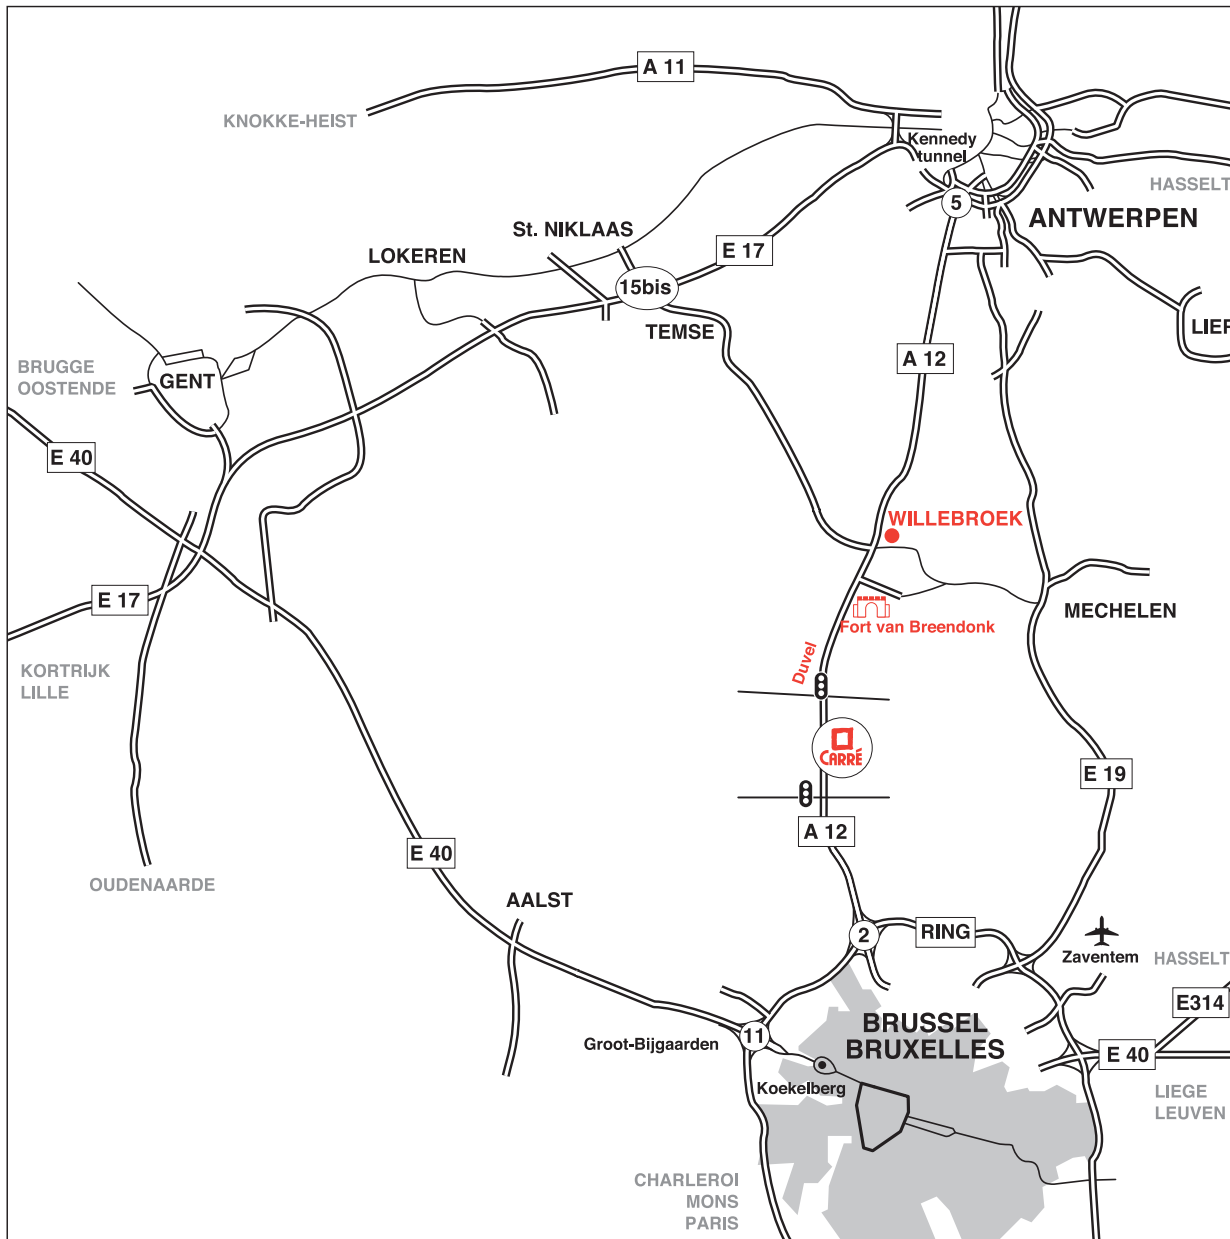 A 11
KNOKKE-HEIST
Kennedy
tunnel
HASSELT
5
ANTWERPEN
St. NIKLAAS
E 17
LOKEREN
15bis
TEMSE
LIER
A 12
BRUGGE
OOSTENDE
GENT
E 40
WILLEBROEK
E 17
MECHELEN
Fort van Breendonk
KORTRIJK
LILLE
Duvel
CARRÉ
E 19
A 12
E 40
OUDENAARDE
AALST
2
RING
Zaventem
HASSELT
E314
BRUSSEL
BRUXELLES
11
Groot-Bijgaarden
E 40
Koekelberg
LIEGE
LEUVEN
CHARLEROI
MONS
PARIS